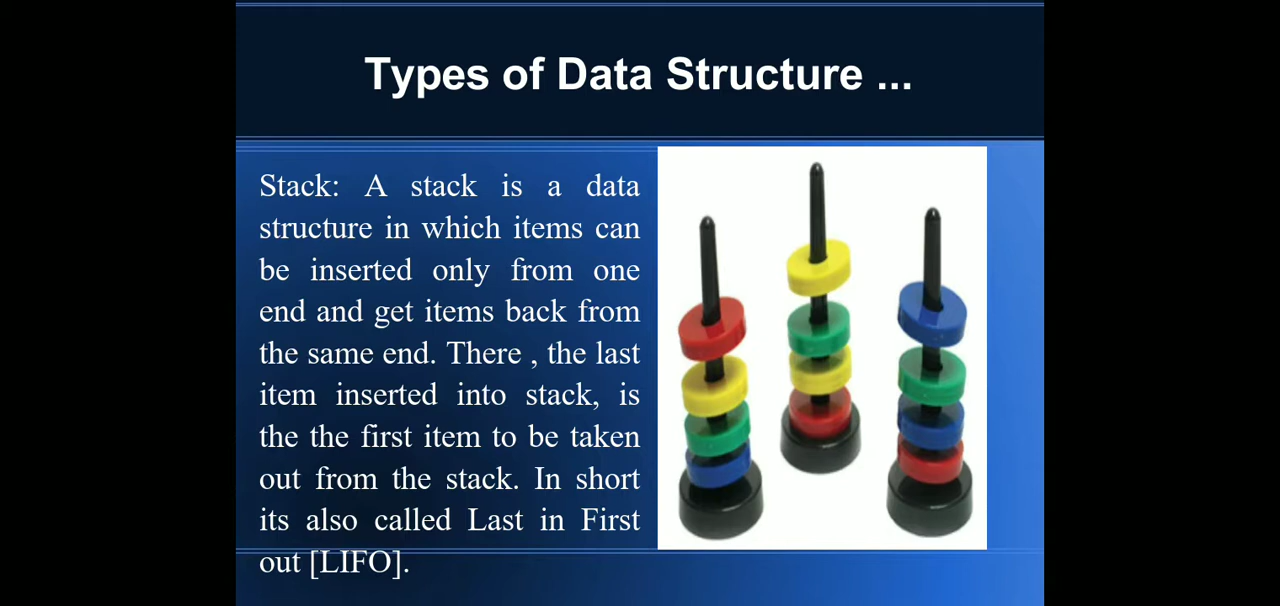 Types of Data Structure ...
Stack: A stack is a data
structure in which items can
be inserted only from one
end and get items back from
the same end. There , the last
item inserted into stack, is
the the first item to be taken
out from the stack. In short
its also called Last in First
out [LIFO].